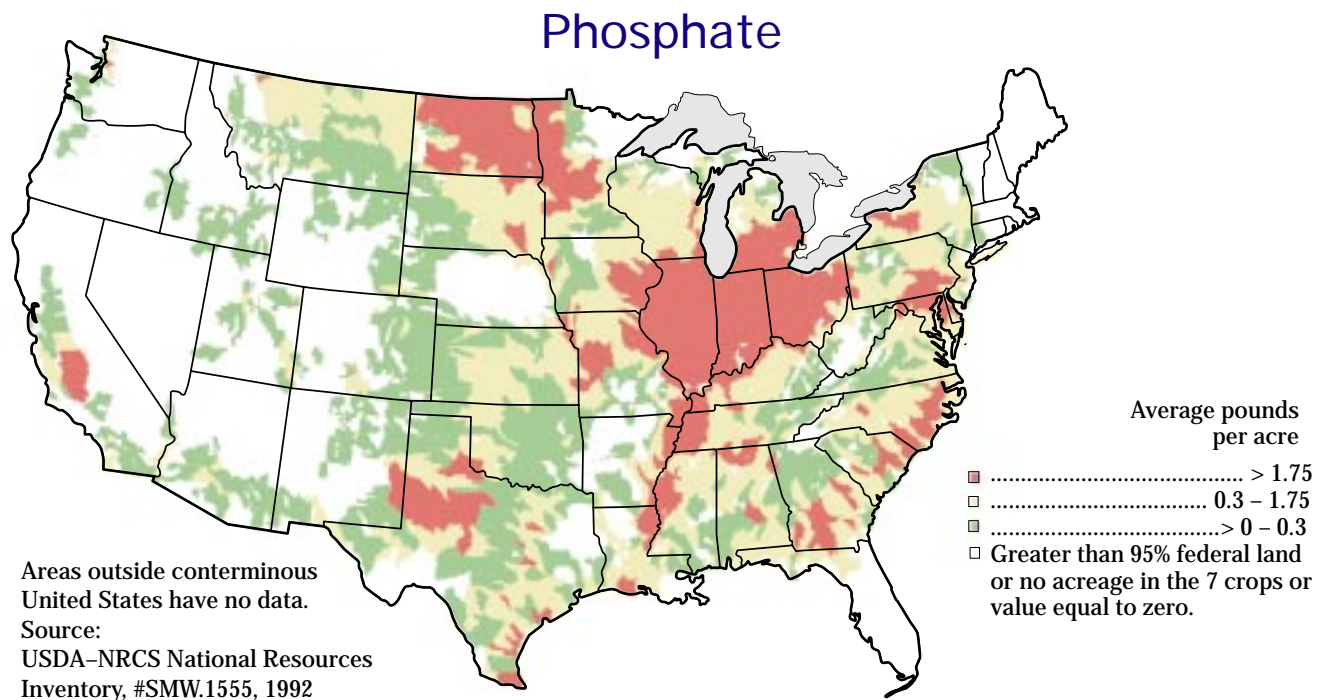 Phosphate
Average pounds
per acre
........................................ > 1.75
...................................... 0.3 – 1.75
.....................................> 0 – 0.3
Greater than 95% federal land
or no acreage in the 7 crops or
value equal to zero.
Areas outside conterminous
United States have no data.
Source:
USDA–NRCS National Resources
Inventory, #SMW.1555, 1992